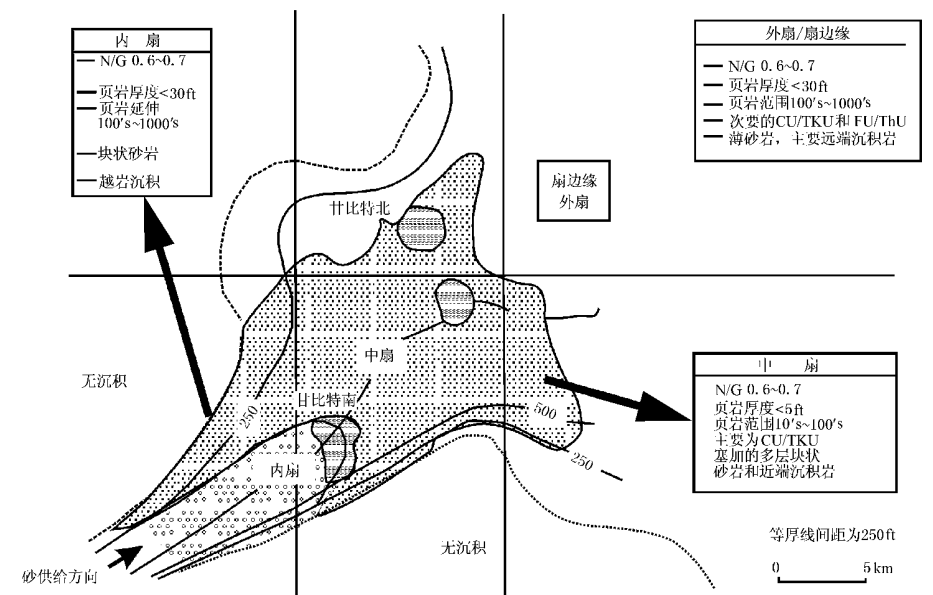 内 扇
N/G 0.6~0.7
页岩厚度<30ft
页岩延伸
100's~1000's
块状砂岩
越岩沉积
外扇/扇边缘
N/G 0.6~0.7
页岩厚度<30ft
页岩范围100's~1000's
次要的CU/TKU和 FU/ThU
薄砂岩，主要远端沉积岩
扇边缘
外扇
甘比特北
中扇
无沉积
甘比特南
250
500
250
内扇
中 扇
N/G 0.6~0.7
页岩厚度<5ft
页岩范围10's~100's
主要为CU/TKU
塞加的多层块状
砂岩和近端沉积岩
无沉积
砂供给方向
等厚线间距为250ft
0 5 km